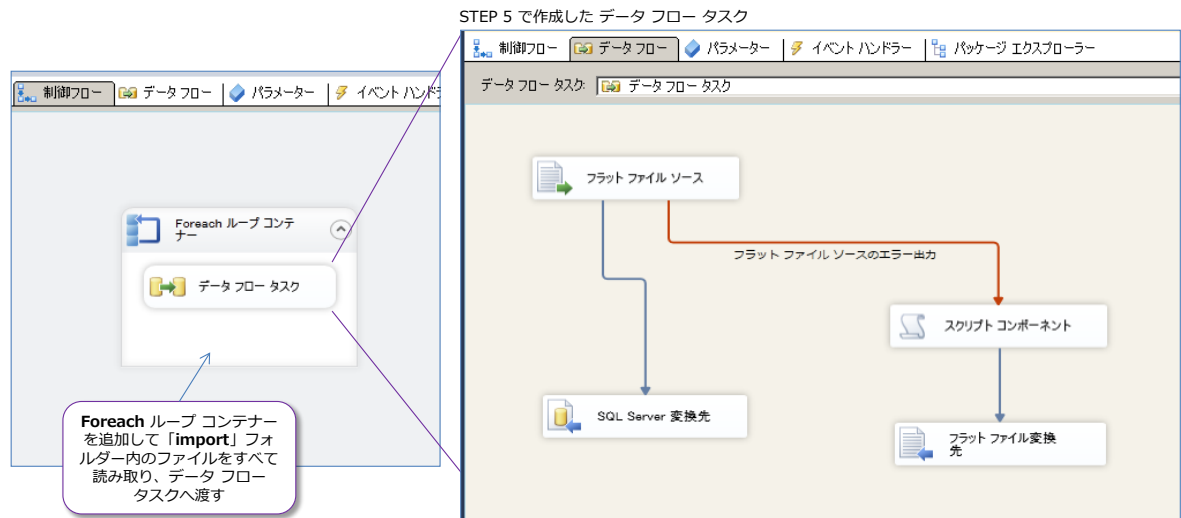 STEP 5 で作成した データ フロー タスク
制御フロー データ フロー パラメーター イベント ハンドラー パッケージ エクスプローラー
データ フロー タスク: データ フロー タスク
フラット ファイル ソース
フラット ファイル ソースのエラー出力
スクリプト コンポーネント
SQL Server 変換先
フラット ファイル変換
先
制御フロー データ フロー パラメーター イベント ハンドラ
Foreach ループ コンテ
ナー
データ フロー タスク
Foreach ループ コンテナー
を追加して「import」フォ
ルダー内のファイルをすべて
読み取り、データ フロー
タスクへ渡す